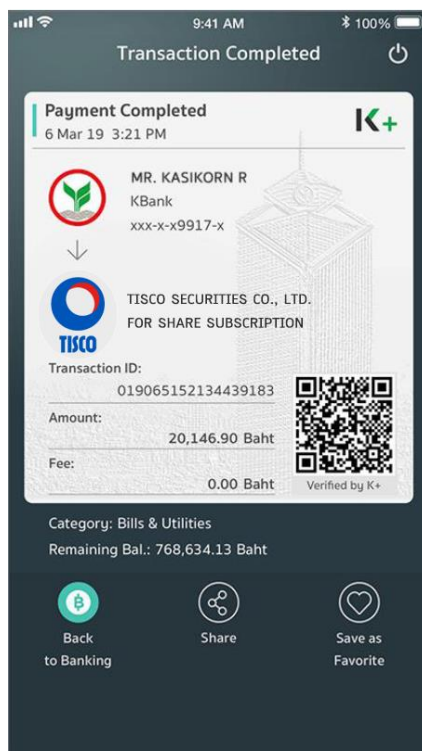 9:41 AM
100%
Transaction Completed
Payment Completed
6 Mar 19 3:21 PM
K+
MR. KASIKORN R
KBank
xxx-x-x9917-x
TISCO
TISCO SECURITIES CO., LTD.
FOR SHARE SUBSCRIPTION
Transaction ID:
019065152134439183
Amount:
20,146.90 Baht
Fee:
0.00 Baht
Verified by K+
Category: Bills & Utilities
Remaining Bal.: 768,634.13 Baht
Back
to Banking
Share
Save as
Favorite